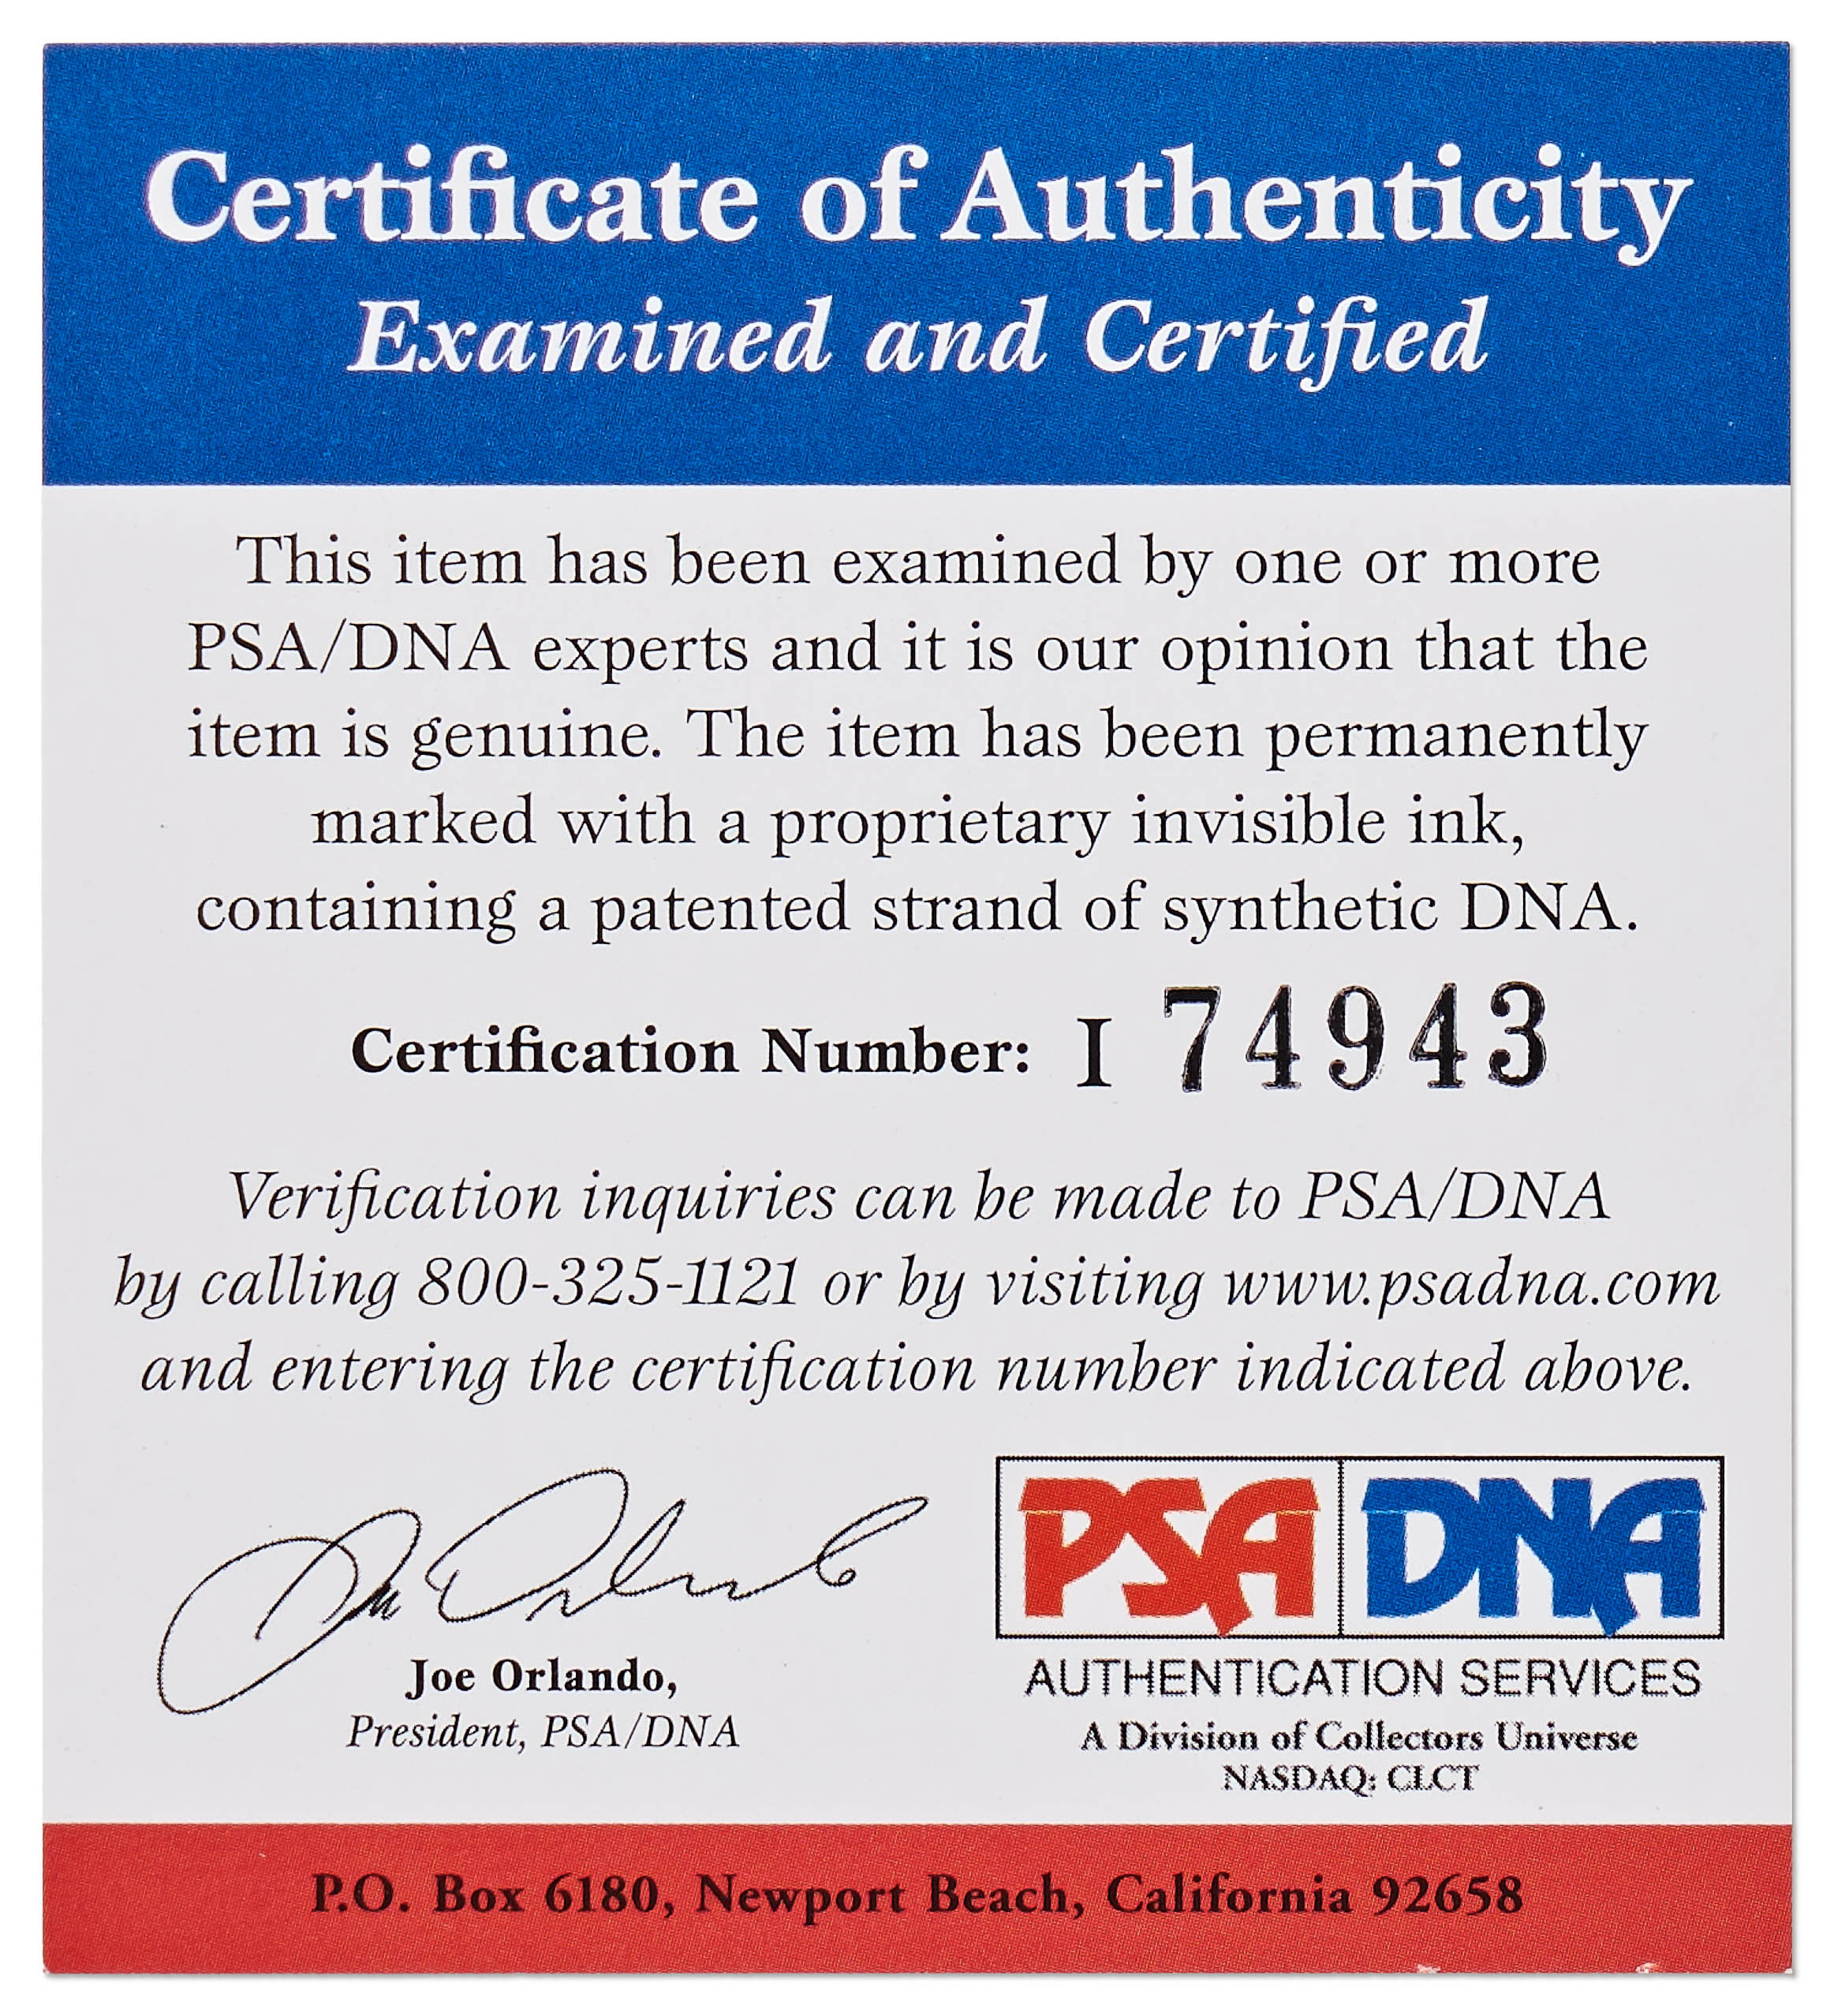 Certificate of Authenticity
Examined and Certified
This item has been examined by one or more
PSA/DNA experts and it is our opinion that the
item is genuine. The item has been permanently
marked with a proprietary invisible ink,
containing a patented strand of synthetic DNA.
Certification Number: I 74943
Verification inquiries can be made to PSA/DNA
by calling 800-325-1121 or by visiting www.psadna.com
and entering the certification number indicated above.
Joe Orlando,
President, PSA/DNA
PSA DNA
AUTHENTICATION SERVICES
A Division of Collectors Universe
NASDAQ: CLCT
P.O. Box 6180, Newport Beach, California 92658